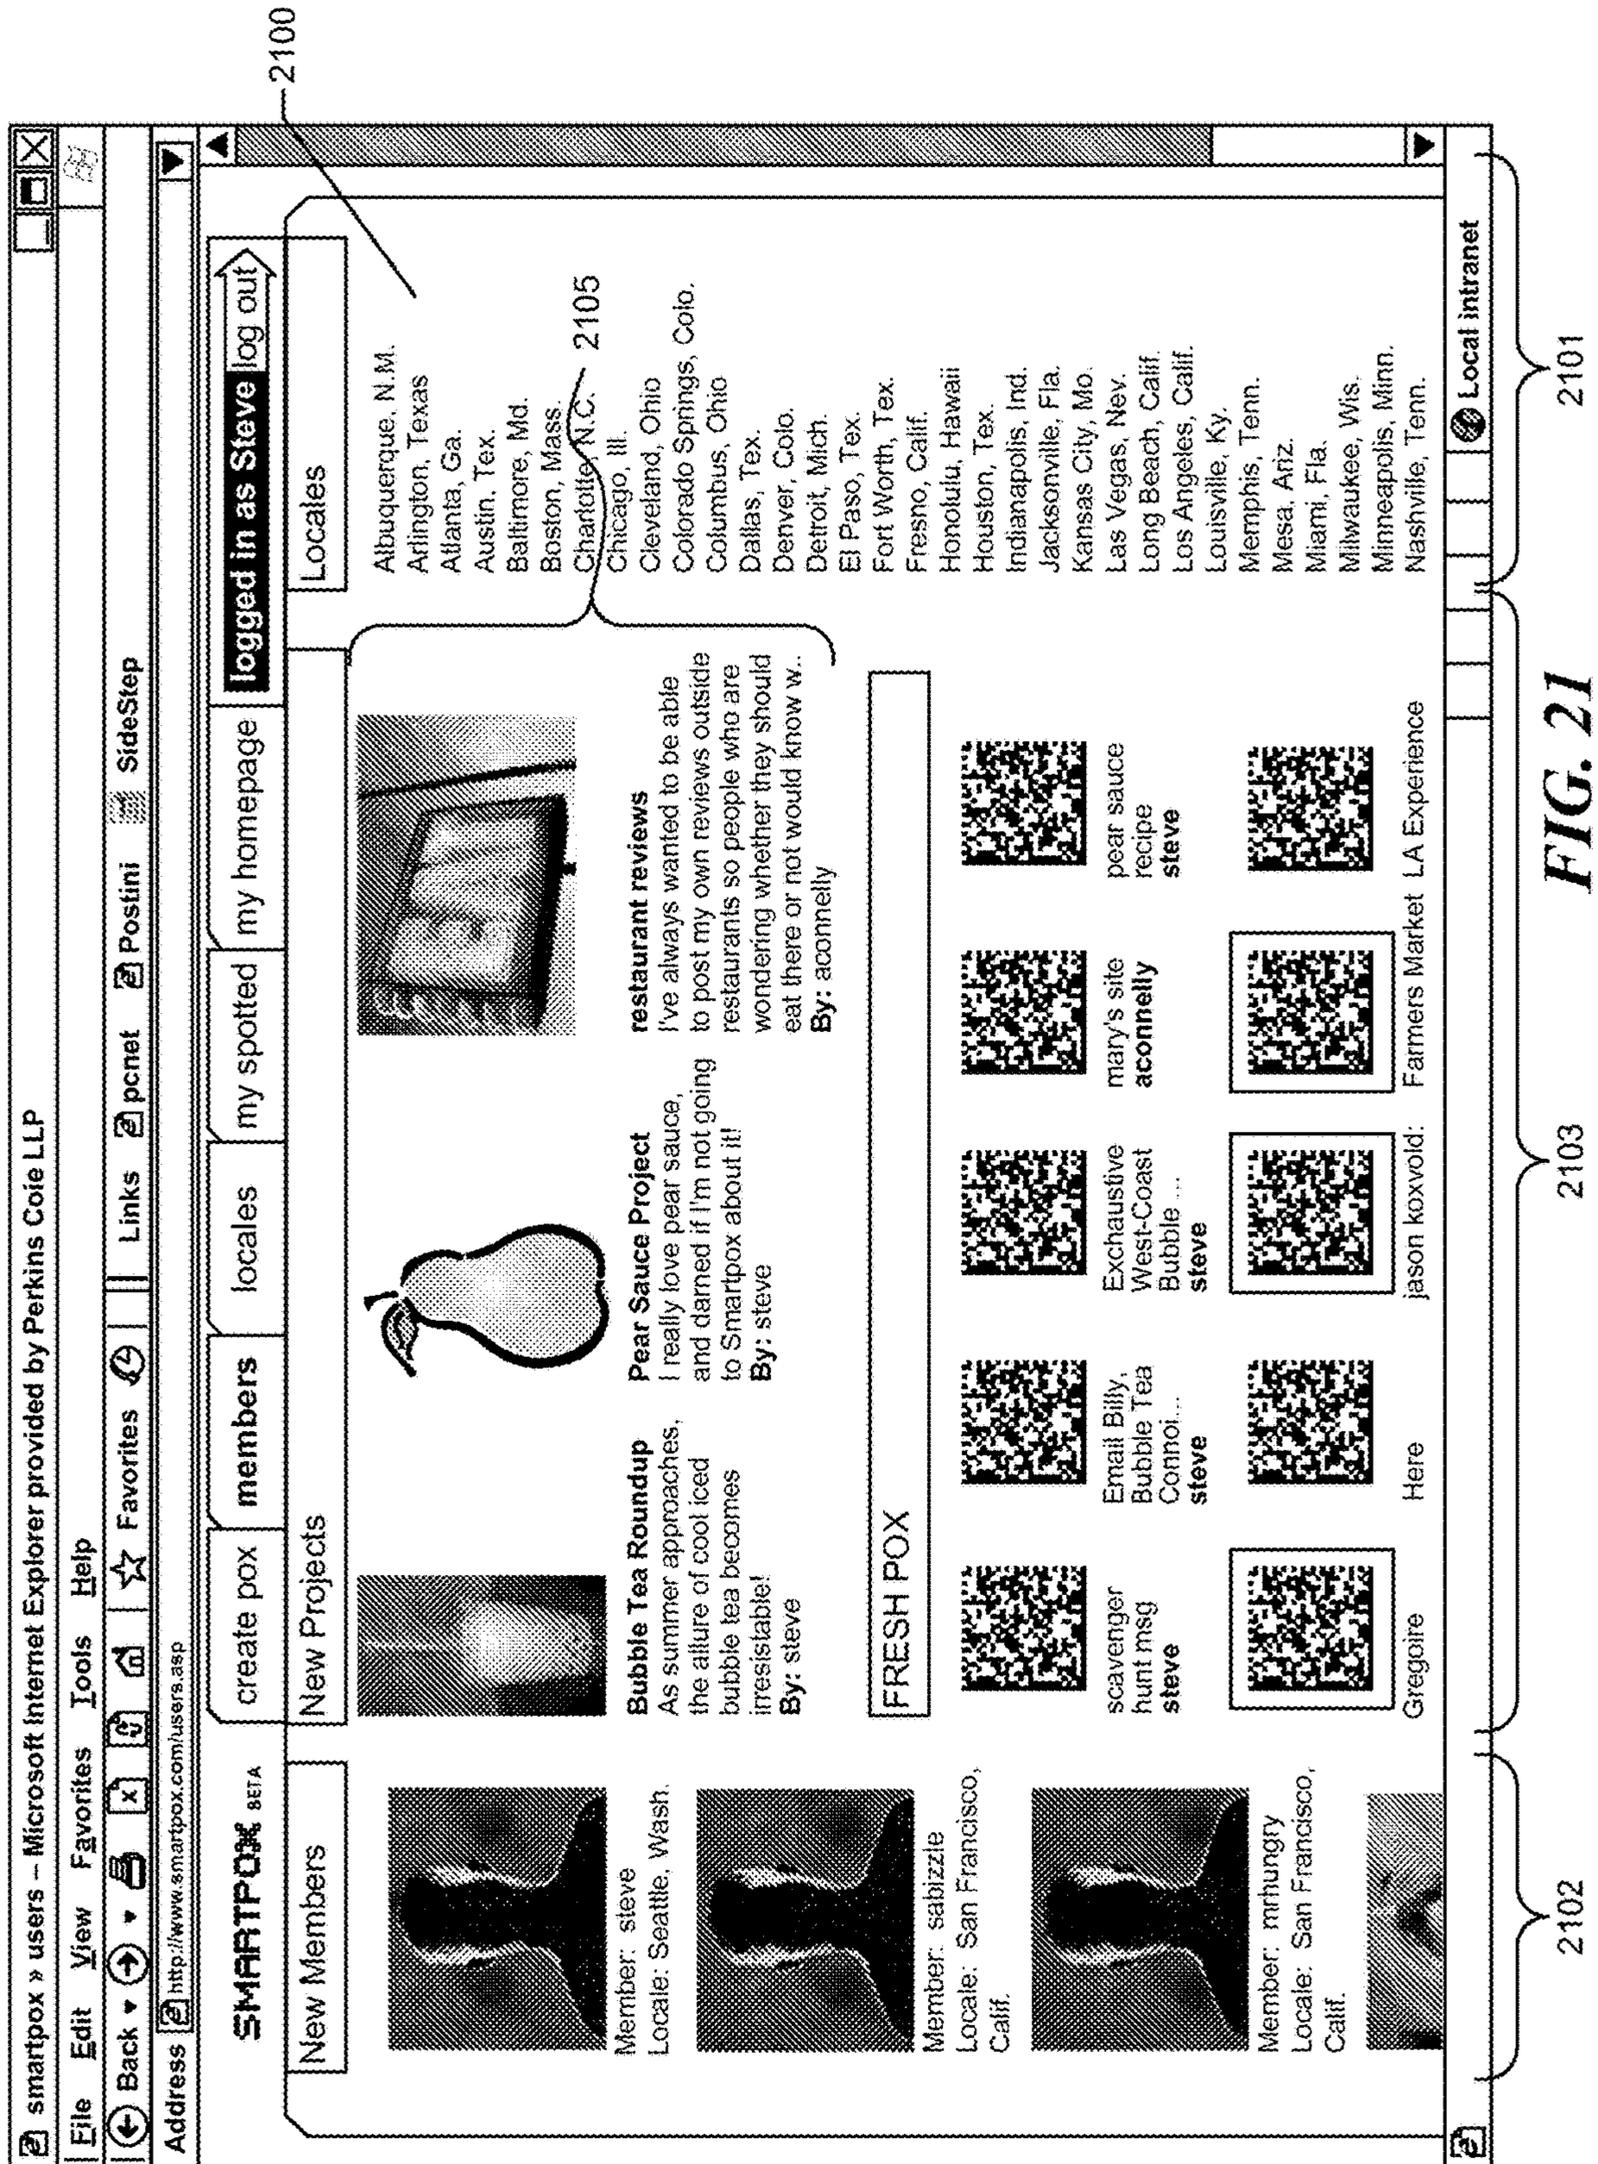 smartpox » users – Microsoft Internet Explorer provided by Perkins Coie LLP
File Edit View Favorites Tools Help
Back Favorites Links pcnet Postini SideStep
Address http://www.smartpox.com/users.asp
SMARTPOX BETA
create pox
members
locales
my spotted
my homepage
logged in as Steve log out
2100
New Members
Member: steve
Locale: Seattle, Wash.
Member: sabizzle
Locale: San Francisco,
Calif.
Member: mrhungry
Locale: San Francisco,
Calif.
New Projects
Bubble Tea Roundup
As summer approaches,
the allure of cool iced
bubble tea becomes
irresistable!
By: steve
Pear Sauce Project
I really love pear sauce,
and darned if I'm not going
to Smartpox about it!
By: steve
restaurant reviews
I've always wanted to be able
to post my own reviews outside
restaurants so people who are
wondering whether they should
eat there or not would know w..
By: aconnelly
2105
FRESH POX
scavenger
hunt msg
steve
Email Billy,
Bubble Tea
Connoi...
steve
Exchaustive
West-Coast
Bubble ...
steve
mary's site
aconnelly
pear sauce
recipe
steve
Gregoire
Here
jason koxvold:
Farmers Market
LA Experience
Locales
Albuquerque, N.M.
Arlington, Texas
Atlanta, Ga.
Austin, Tex.
Baltimore, Md.
Boston, Mass.
Charlotte, N.C.
Chicago, Ill.
Cleveland, Ohio
Colorado Springs, Colo.
Columbus, Ohio
Dallas, Tex.
Denver, Colo.
Detroit, Mich.
El Paso, Tex.
Fort Worth, Tex.
Fresno, Calif.
Honolulu, Hawaii
Houston, Tex.
Indianapolis, Ind.
Jacksonville, Fla.
Kansas City, Mo.
Las Vegas, Nev.
Long Beach, Calif.
Los Angeles, Calif.
Louisville, Ky.
Memphis, Tenn.
Mesa, Ariz.
Miami, Fla.
Milwaukee, Wis.
Minneapolis, Minn.
Nashville, Tenn.
Local intranet
2102
2103
2101
FIG. 21